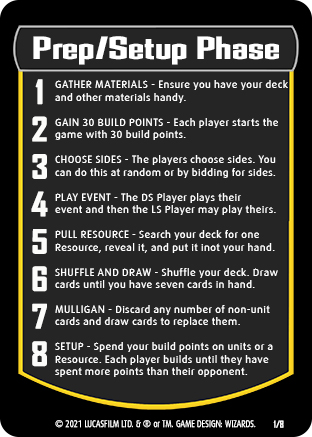 Prep/Setup Phase
1 GATHER MATERIALS - Ensure you have your deck
and other materials handy.
2 GAIN 30 BUILD POINTS - Each player starts the
game with 30 build points.
3 CHOOSE SIDES - The players choose sides. You
can do this at random or by bidding for sides.
4 PLAY EVENT - The DS Player plays their
event and then the LS Player may play theirs.
5 PULL RESOURCE - Search your deck for one
Resource, reveal it, and put it inot your hand.
6 SHUFFLE AND DRAW - Shuffle your deck. Draw
cards until you have seven cards in hand.
7 MULLIGAN - Discard any number of non-unit
cards and draw cards to replace them.
8 SETUP - Spend your build points on units or a
Resource. Each player builds until they have
spent more points than their opponent.
© 2021 LUCASFILM LTD. & ® or TM. GAME DESIGN: WIZARDS. 1/8